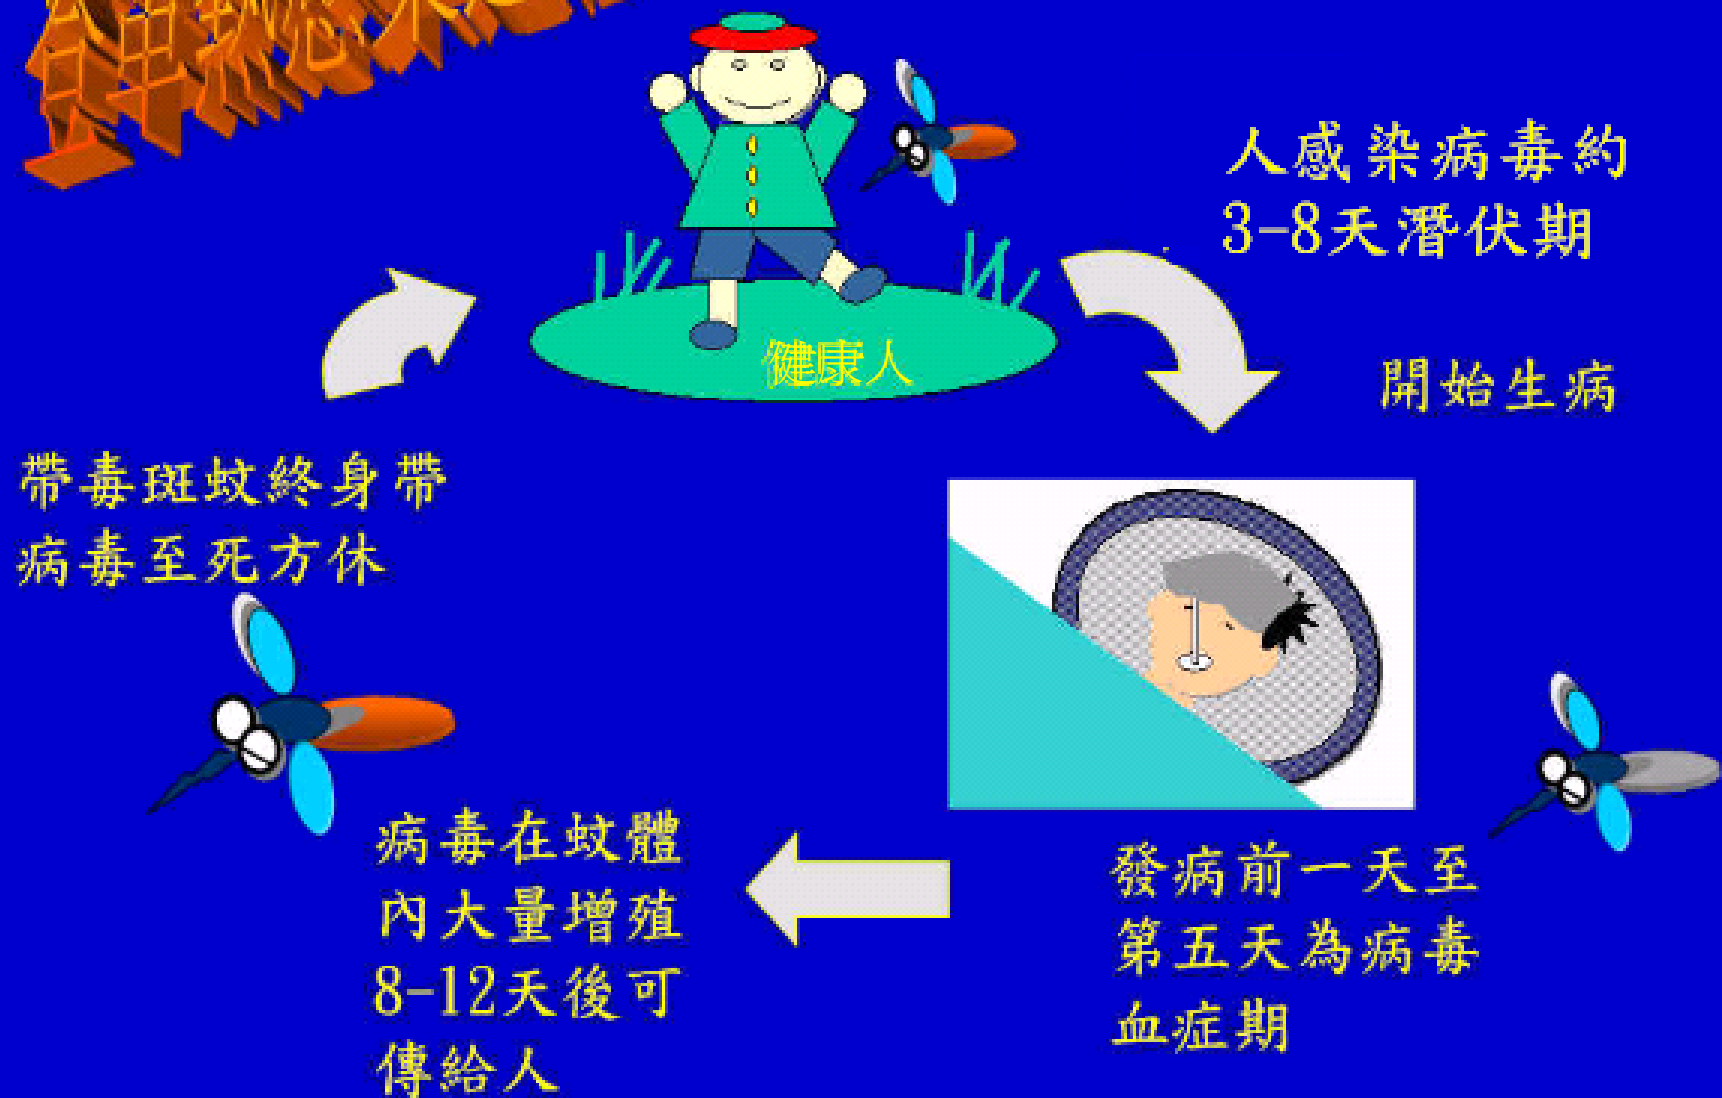 健康人
人感染病毒約
3-8天潛伏期
開始生病
發病前一天至
第五天為病毒
血症期
病毒在蚊體
內大量增殖
8-12天後可
傳給人
帶毒斑蚊終身帶
病毒至死方休